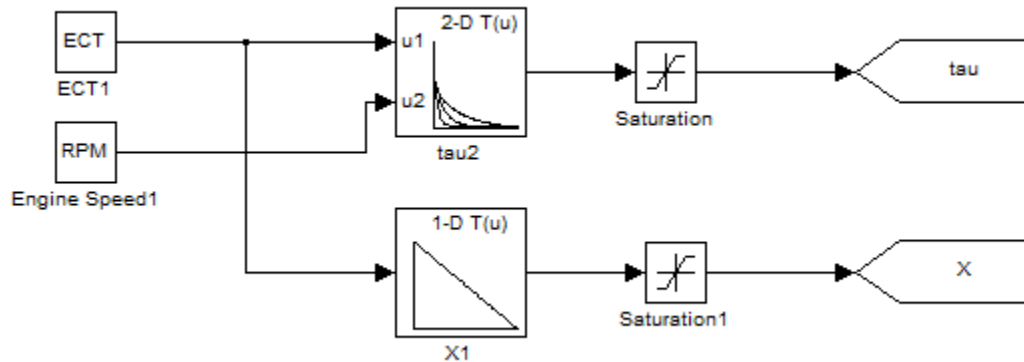 ECT
ECT1
RPM
Engine Speed1
2-D T(u)
u1
u2
tau2
Saturation
tau
1-D T(u)
X1
Saturation1
X